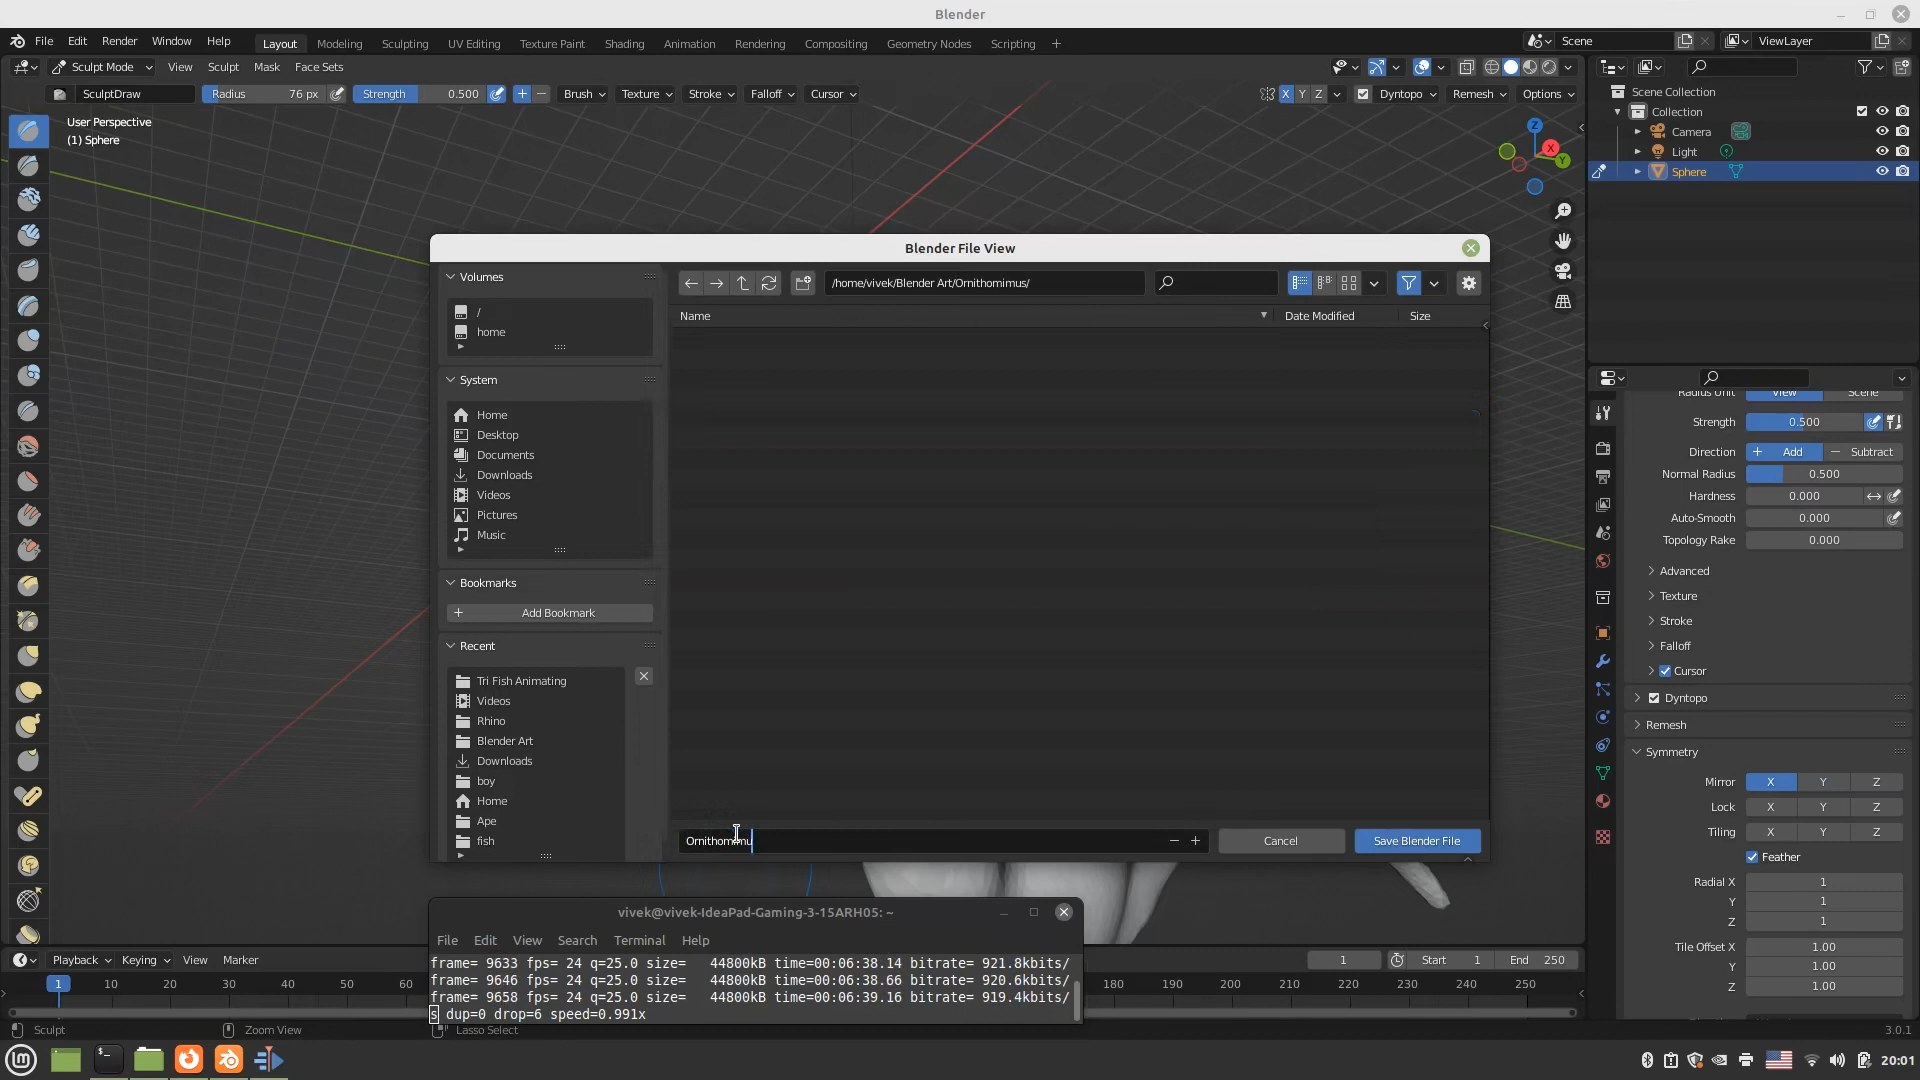 Blender
File Edit Render Window Help
Layout Modeling Sculpting UV Editing Texture Paint Shading Animation Rendering Compositing Geometry Nodes Scripting +
Scene
ViewLayer
Sculpt Mode View Sculpt Mask Face Sets
SculptDraw Radius 76 px Strength 0.500 Brush Texture Stroke Falloff Cursor
X Y Z Dyntopo Remesh Options
User Perspective
(1) Sphere
Z
X
Y
Scene Collection
Collection
Camera
Light
Sphere
Blender File View
Volumes
/
home
System
Home
Desktop
Documents
Downloads
Videos
Pictures
Music
Bookmarks
Add Bookmark
Recent
Tri Fish Animating
Videos
Rhino
Blender Art
Downloads
boy
Home
Ape
fish
/home/vivek/Blender Art/Ornithomimus/
Name Date Modified Size
Ornithomimu
Cancel Save Blender File
Radius Unit View Scene
Strength 0.500
Direction + Add − Subtract
Normal Radius 0.500
Hardness 0.000
Auto-Smooth 0.000
Topology Rake 0.000
Advanced
Texture
Stroke
Falloff
Cursor
Dyntopo
Remesh
Symmetry
Mirror X Y Z
Lock X Y Z
Tiling X Y Z
Feather
Radial X 1
Y 1
Z 1
Tile Offset X 1.00
Y 1.00
Z 1.00
vivek@vivek-IdeaPad-Gaming-3-15ARH05: ~
File Edit View Search Terminal Help
frame= 9633 fps= 24 q=25.0 size= 44800kB time=00:06:38.14 bitrate= 921.8kbits/
frame= 9646 fps= 24 q=25.0 size= 44800kB time=00:06:38.66 bitrate= 920.6kbits/
frame= 9658 fps= 24 q=25.0 size= 44800kB time=00:06:39.16 bitrate= 919.4kbits/
s dup=0 drop=6 speed=0.991x
Playback Keying View Marker
1 Start 1 End 250
1 10 20 30 40 50 60 180 190 200 210 220 230 240 250
Sculpt Zoom View Lasso Select
3.0.1
20:01